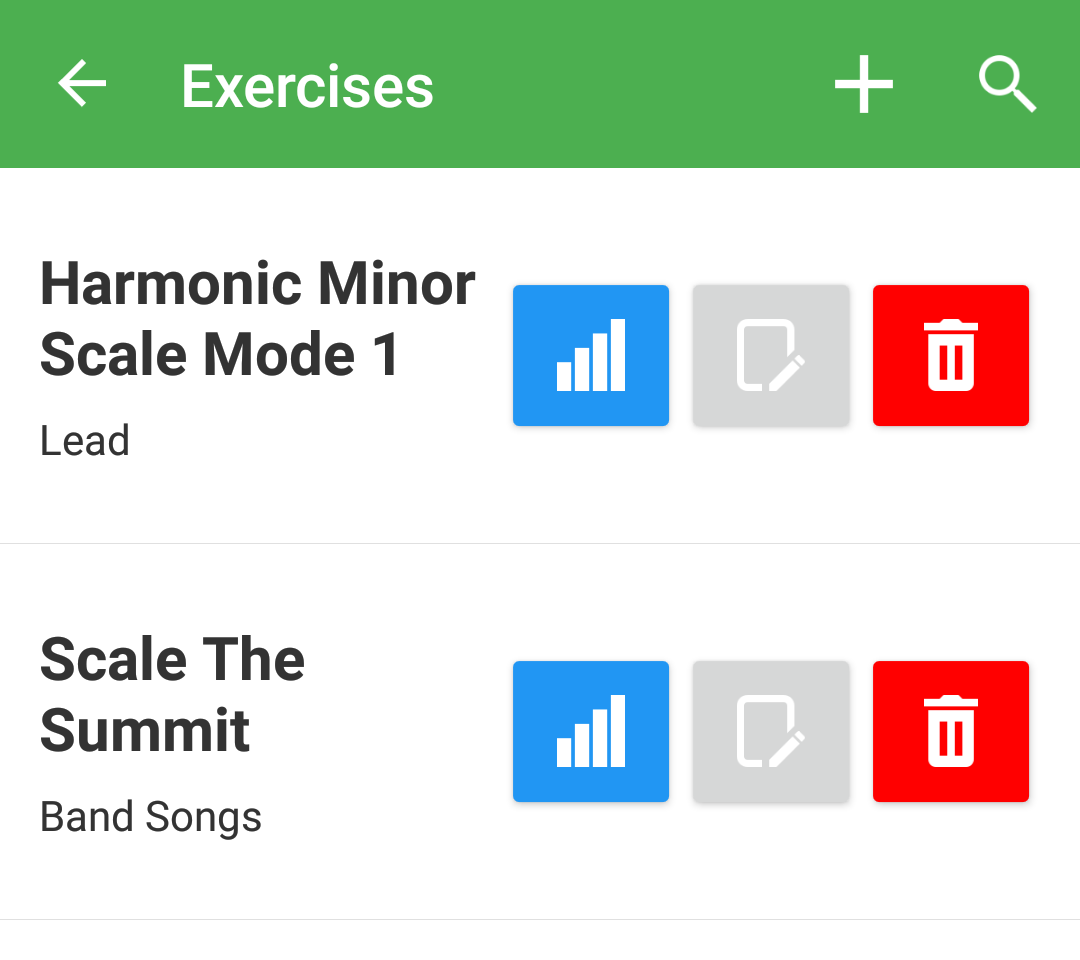 Exercises
Harmonic Minor
Scale Mode 1
Lead
Scale The
Summit
Band Songs